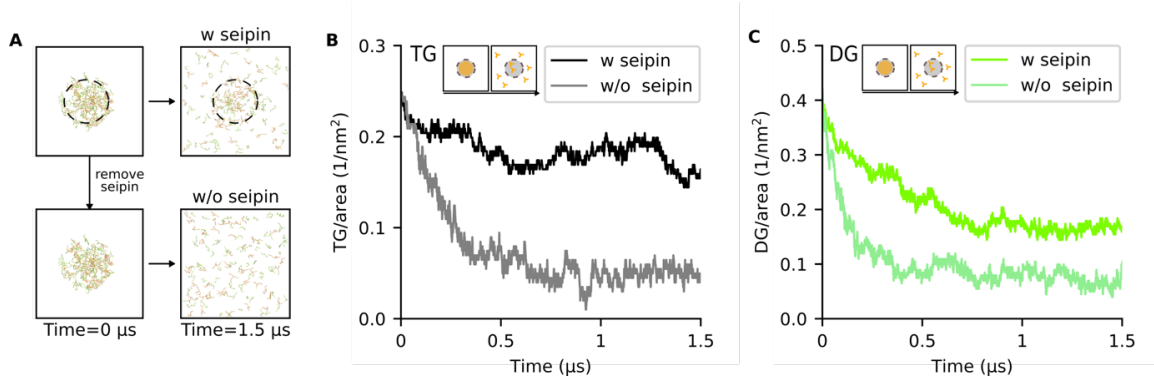 A
w seipin
remove
seipin
w/o seipin
Time=0 μs
Time=1.5 μs
B
TG
w seipin
w/o seipin
TG/area (1/nm²)
0.3
0.2
0.1
0.0
0
0.5
1
1.5
Time (μs)
C
DG
w seipin
w/o seipin
DG/area (1/nm²)
0.5
0.4
0.3
0.2
0.1
0.0
0
0.5
1
1.5
Time (μs)